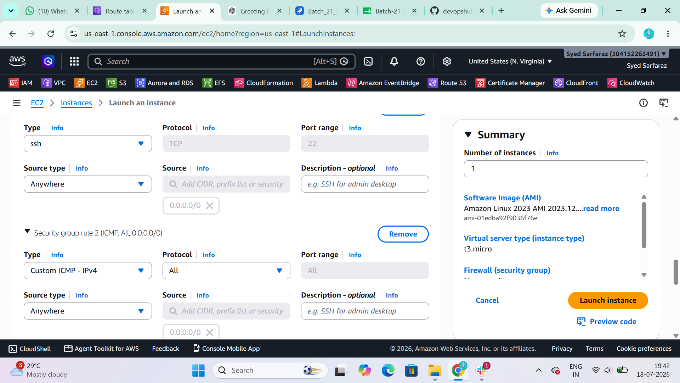 (10) Whats
Route tabl
Launch an
Greeting I
Batch_21_
Batch-21
devopshul
Ask Gemini
us-east-1.console.aws.amazon.com/ec2/home?region=us-east-1#LaunchInstances:
aws
Search
[Alt+S]
United States (N. Virginia)
Syed Sarfaraz (304152263491)
Syed Sarfaraz
IAM
VPC
EC2
S3
Aurora and RDS
EFS
CloudFormation
Lambda
Amazon EventBridge
Route 53
Certificate Manager
CloudFront
CloudWatch
EC2
Instances
Launch an instance
Type Info
Protocol Info
Port range Info
ssh
TCP
22
Source type Info
Source Info
Description - optional Info
Anywhere
Add CIDR, prefix list or security
e.g. SSH for admin desktop
0.0.0.0/0
Security group rule 2 (ICMP, All, 0.0.0.0/0)
Remove
Type Info
Protocol Info
Port range Info
Custom ICMP - IPv4
All
All
Source type Info
Source Info
Description - optional Info
Anywhere
Add CIDR, prefix list or security
e.g. SSH for admin desktop
0.0.0.0/0
Summary
Number of instances Info
1
Software Image (AMI)
Amazon Linux 2023 AMI 2023.12....read more
Virtual server type (instance type)
t3.micro
Firewall (security group)
Cancel
Launch instance
Preview code
CloudShell
Agent Toolkit for AWS
Feedback
Console Mobile App
© 2026, Amazon Web Services, Inc. or its affiliates.
Privacy
Terms
Cookie preferences
3
29°C
Mostly cloudy
Search
ENG
IN
19:42
18-07-2026